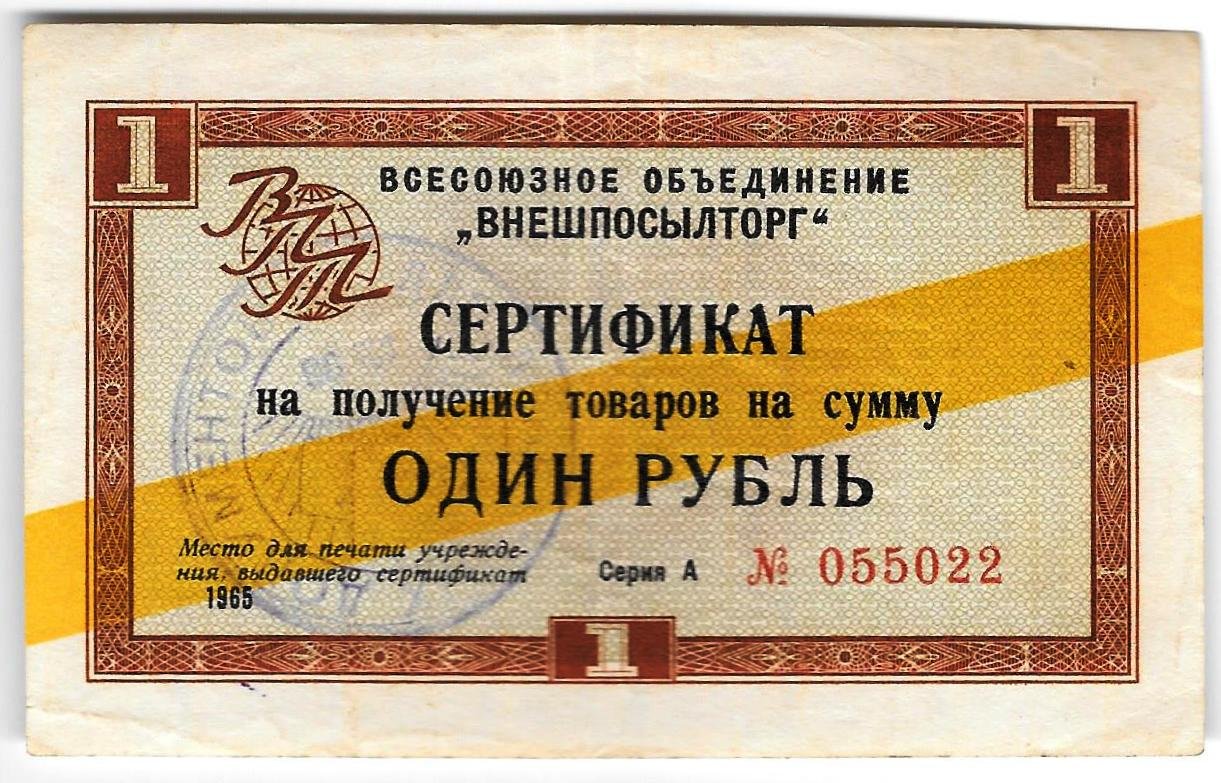 1
1
ВПТ
ВСЕСОЮЗНОЕ ОБЪЕДИНЕНИЕ
„ВНЕШПОСЫЛТОРГ“
СЕРТИФИКАТ
на получение товаров на сумму
ОДИН РУБЛЬ
Место для печати учрежде-
ния, выдавшего сертификат
1965
Серия А № 055022
1